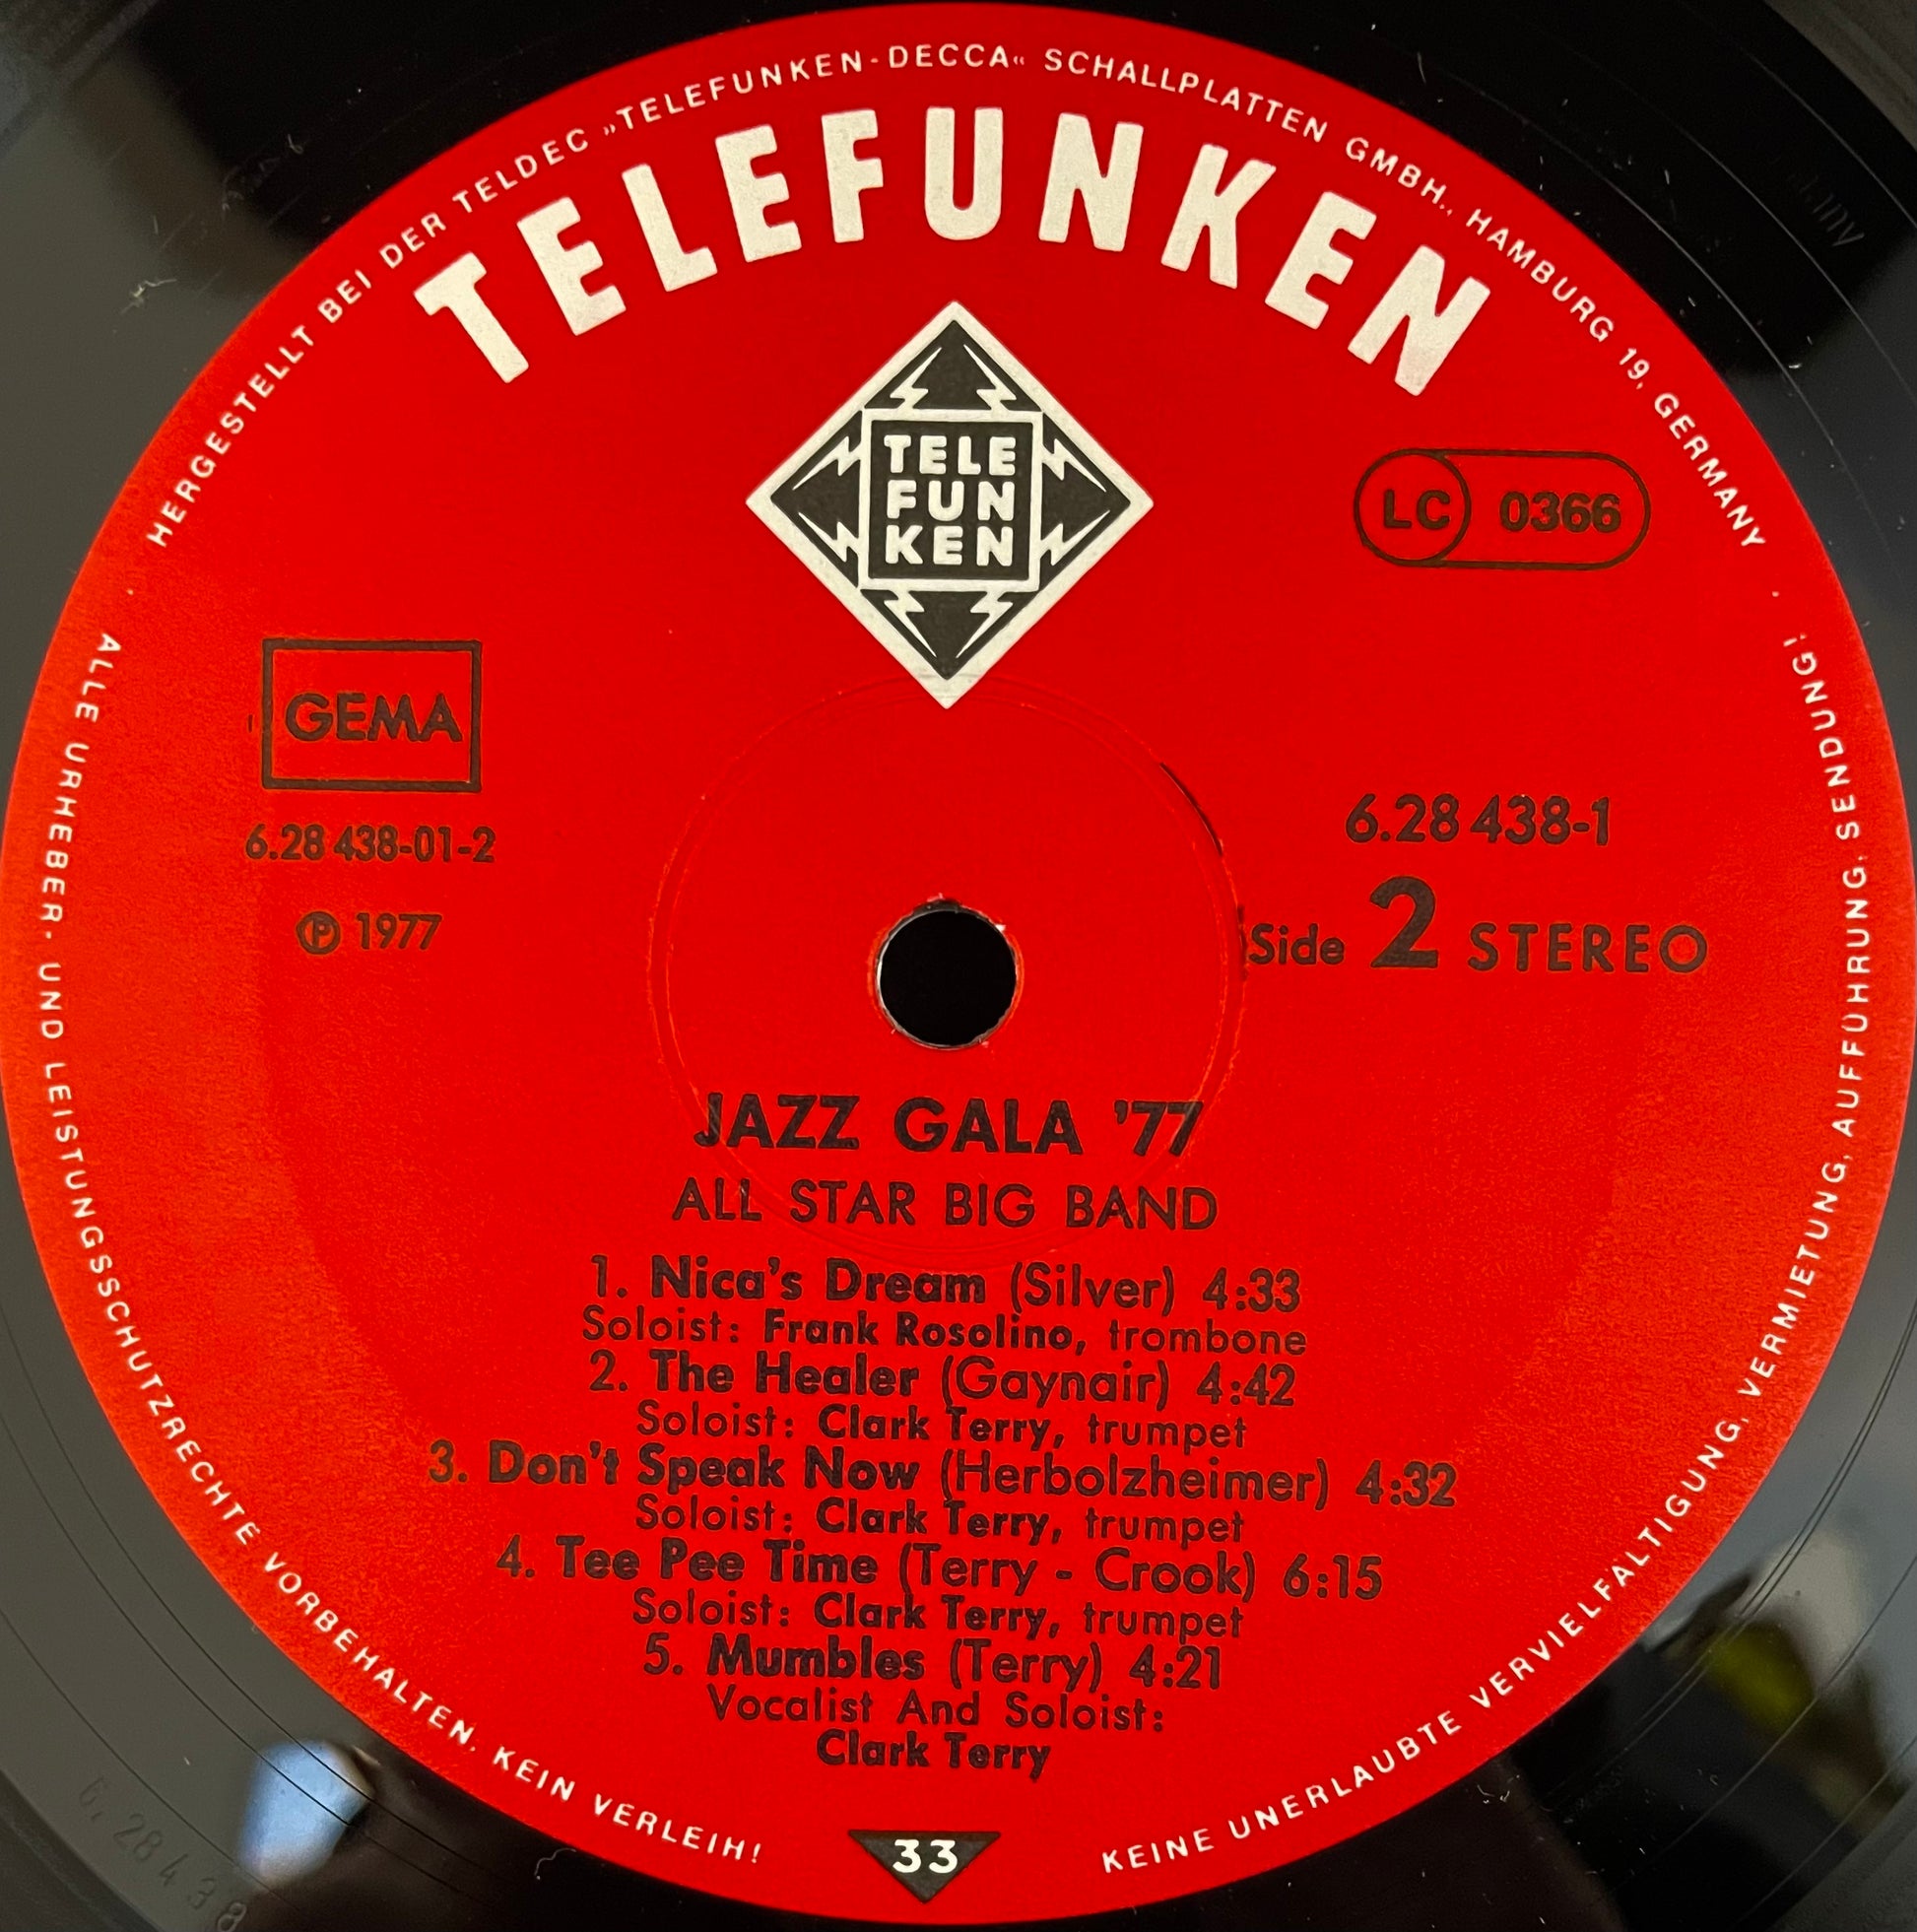 HERGESTELLT BEI DER TELDEC »TELEFUNKEN-DECCA« SCHALLPLATTEN GMBH., HAMBURG 19, GERMANY
TELEFUNKEN
TELE
FUN
KEN
LC 0366
GEMA
6.28 438-01-2
℗ 1977
6.28 438-1
Side 2 STEREO
JAZZ GALA '77
ALL STAR BIG BAND
1. Nica's Dream (Silver) 4:33
Soloist: Frank Rosolino, trombone
2. The Healer (Gaynair) 4:42
Soloist: Clark Terry, trumpet
3. Don't Speak Now (Herbolzheimer) 4:32
Soloist: Clark Terry, trumpet
4. Tee Pee Time (Terry - Crook) 6:15
Soloist: Clark Terry, trumpet
5. Mumbles (Terry) 4:21
Vocalist And Soloist:
Clark Terry
33
ALLE URHEBER- UND LEISTUNGSSCHUTZRECHTE VORBEHALTEN, KEIN VERLEIH!
KEINE UNERLAUBTE VERVIELFÄLTIGUNG, VERMIETUNG, AUFFÜHRUNG, SENDUNG!
6.28438